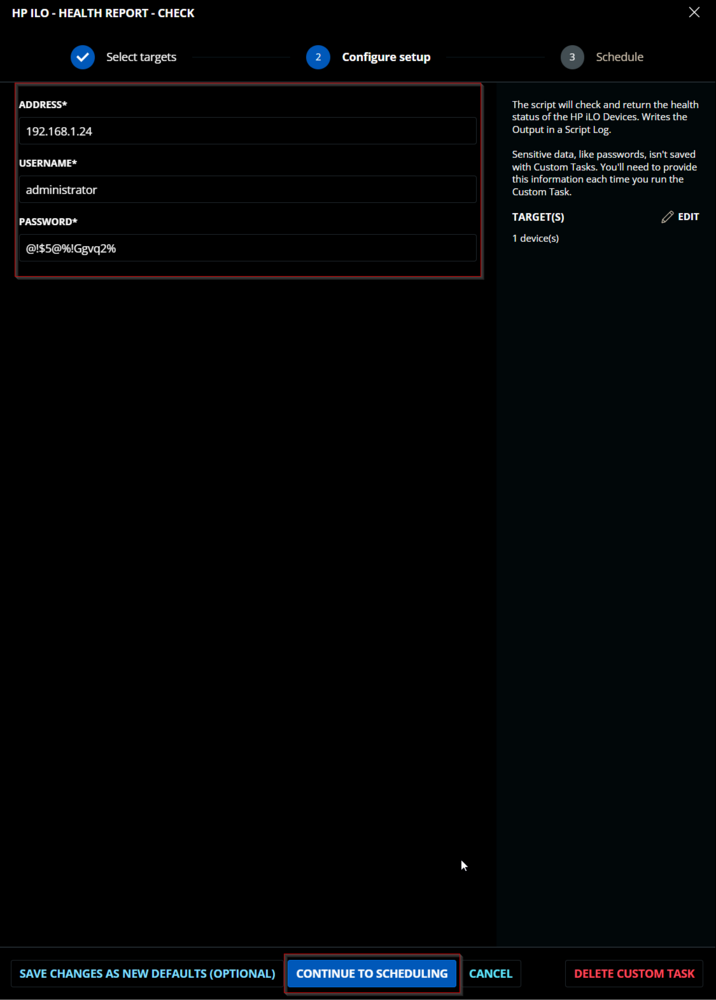 HP ILO - HEALTH REPORT - CHECK
Select targets
2
Configure setup
3
Schedule
ADDRESS*
192.168.1.24
USERNAME*
administrator
PASSWORD*
@!$5@%!Ggvq2%
The script will check and return the health
status of the HP iLO Devices. Writes the
Output in a Script Log.
Sensitive data, like passwords, isn't saved
with Custom Tasks. You'll need to provide
this information each time you run the
Custom Task.
TARGET(S)
EDIT
1 device(s)
SAVE CHANGES AS NEW DEFAULTS (OPTIONAL)
CONTINUE TO SCHEDULING
CANCEL
DELETE CUSTOM TASK